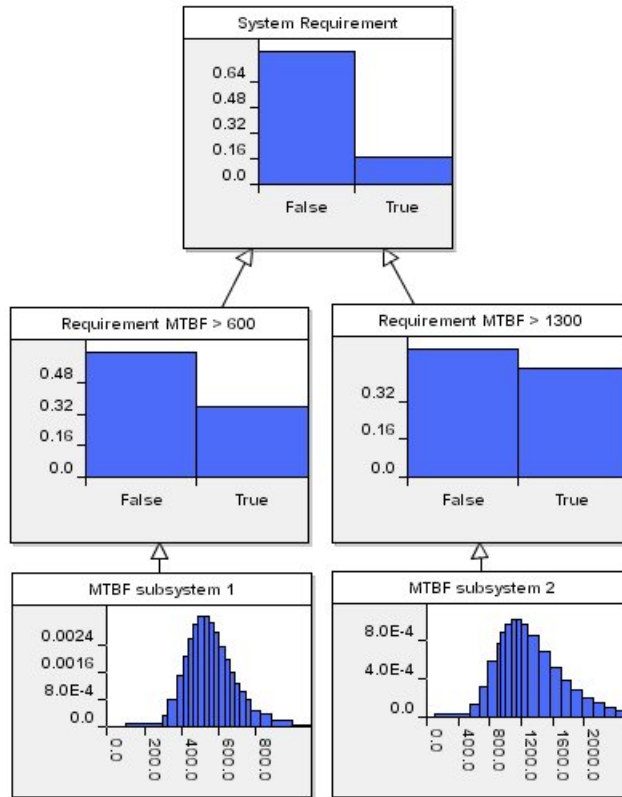 System Requirement
0.64
0.48
0.32
0.16
0.0
False True
Requirement MTBF > 600
0.48
0.32
0.16
0.0
False True
Requirement MTBF > 1300
0.32
0.16
0.0
False True
MTBF subsystem 1
0.0024
0.0016
8.0E-4
0.0
0.0 200.0 400.0 600.0 800.0
MTBF subsystem 2
8.0E-4
4.0E-4
0.0
0.0 400.0 800.0 1200.0 1600.0 2000.0